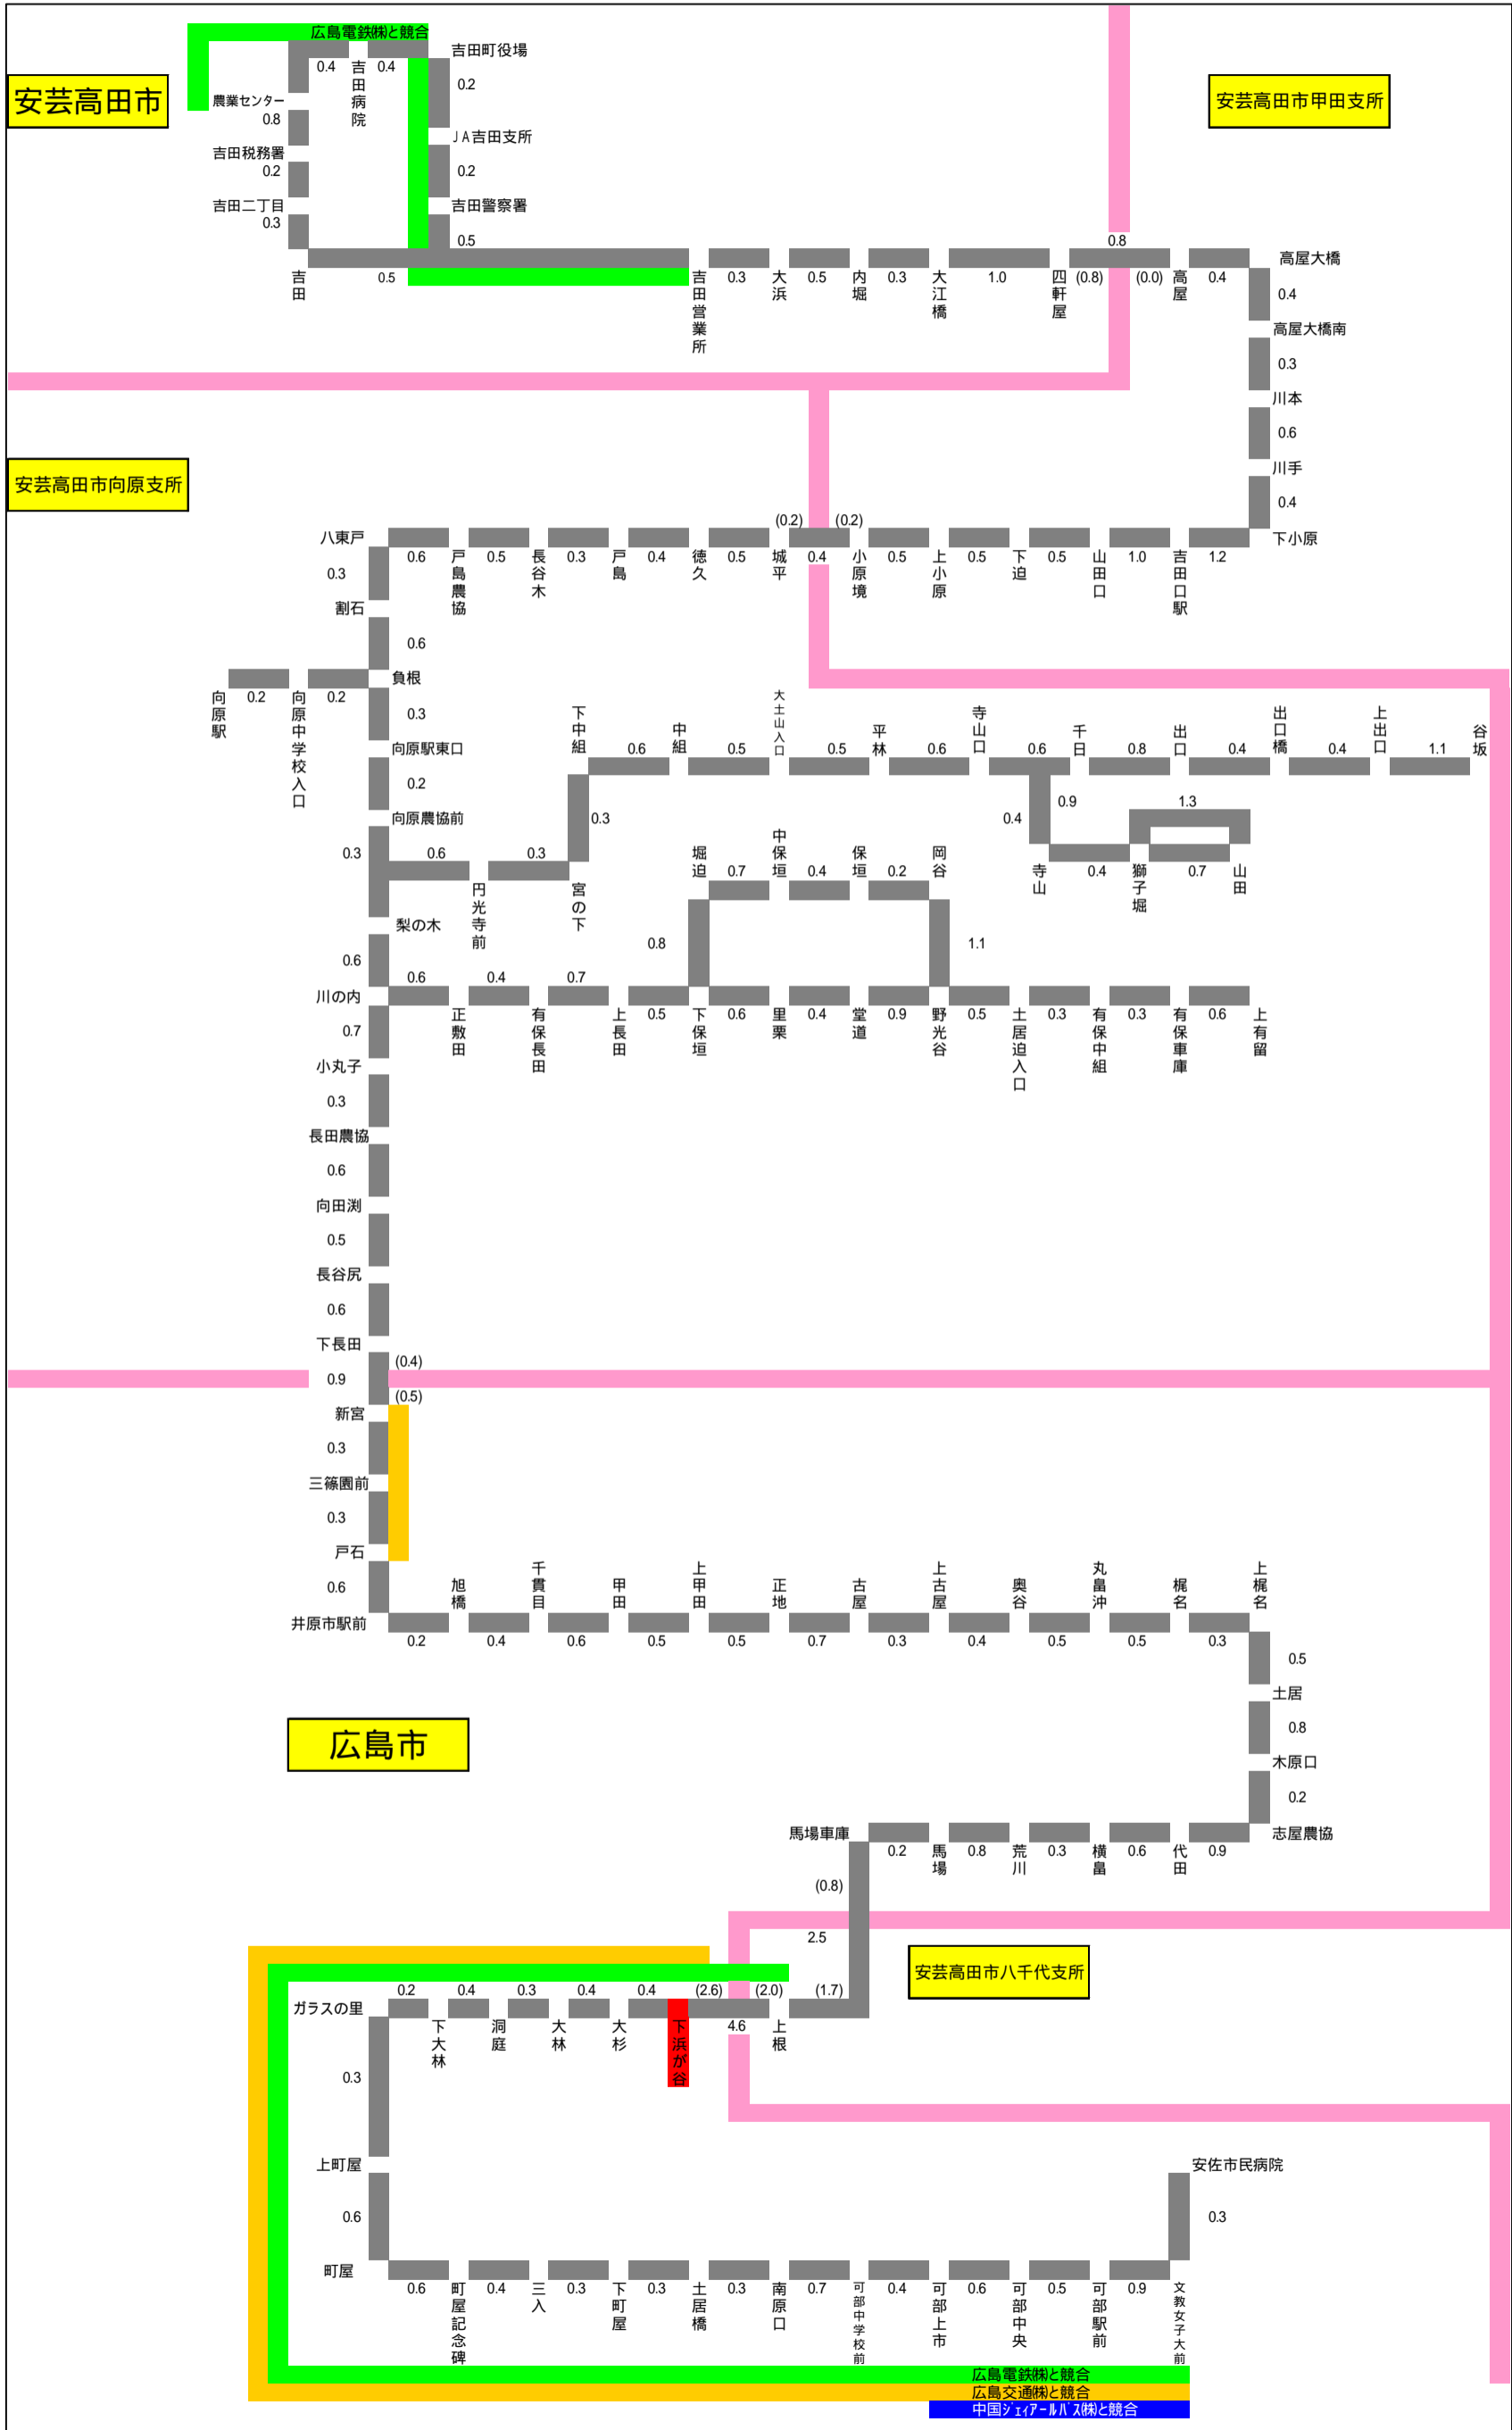 広島電鉄㈱と競合
吉田町役場
0.4
吉田病院
0.4
0.2
安芸高田市
安芸高田市甲田支所
農業センター
0.8
JA吉田支所
吉田税務署
0.2
0.2
吉田二丁目
0.3
吉田警察署
0.5
0.8
高屋大橋
吉田
0.5
吉田営業所
0.3
大浜
0.5
内堀
0.3
大江橋
1.0
四軒屋
(0.8)
(0.0)
高屋
0.4
0.4
高屋大橋南
0.3
川本
0.6
川手
0.4
安芸高田市向原支所
(0.2)
(0.2)
八東戸
下小原
0.6
戸島農協
0.5
長谷木
0.3
戸島
0.4
徳久
0.5
城平
0.4
小原境
0.5
上小原
0.5
下迫
0.5
山田口
1.0
吉田口駅
1.2
0.3
割石
0.6
負根
向原駅
0.2
向原中学校入口
0.2
0.3
向原駅東口
0.2
向原農協前
0.3
下中組
0.6
中組
0.5
大土山入口
0.5
平林
0.6
寺山口
0.6
千日
0.8
出口
0.4
出口橋
0.4
上出口
1.1
谷坂
0.3
0.4
0.9
1.3
0.6
円光寺前
0.3
宮の下
堀迫
0.7
中保垣
0.4
保垣
0.2
岡谷
寺山
0.4
獅子堀
0.7
山田
梨の木
0.6
0.8
1.1
川の内
0.6
正敷田
0.4
有保長田
0.7
上長田
0.5
下保垣
0.6
里栗
0.4
堂道
0.9
野光谷
0.5
土居迫入口
0.3
有保中組
0.3
有保車庫
0.6
上有留
0.7
小丸子
0.3
長田農協
0.6
向田渕
0.5
長谷尻
0.6
下長田
(0.4)
0.9
(0.5)
新宮
0.3
三篠園前
0.3
戸石
0.6
井原市駅前
0.2
旭橋
0.4
千貫目
0.6
甲田
0.5
上甲田
0.5
正地
0.7
古屋
0.3
上古屋
0.4
奥谷
0.5
丸畠沖
0.5
梶名
0.3
上梶名
0.5
土居
0.8
木原口
0.2
広島市
馬場車庫
0.2
馬場
0.8
荒川
0.3
横畠
0.6
代田
0.9
志屋農協
(0.8)
2.5
(1.7)
安芸高田市八千代支所
ガラスの里
0.2
下大林
0.4
洞庭
0.3
大林
0.4
大杉
0.4
下浜が谷
(2.6)
4.6
(2.0)
上根
0.3
上町屋
0.6
安佐市民病院
0.3
町屋
0.6
町屋記念碑
0.4
三入
0.3
下町屋
0.3
土居橋
0.3
南原口
0.7
可部中学校前
0.4
可部上市
0.6
可部中央
0.5
可部駅前
0.9
文教女子大前
広島電鉄㈱と競合
広島交通㈱と競合
中国ｼﾞｪｲｱｰﾙﾊﾞｽ㈱と競合